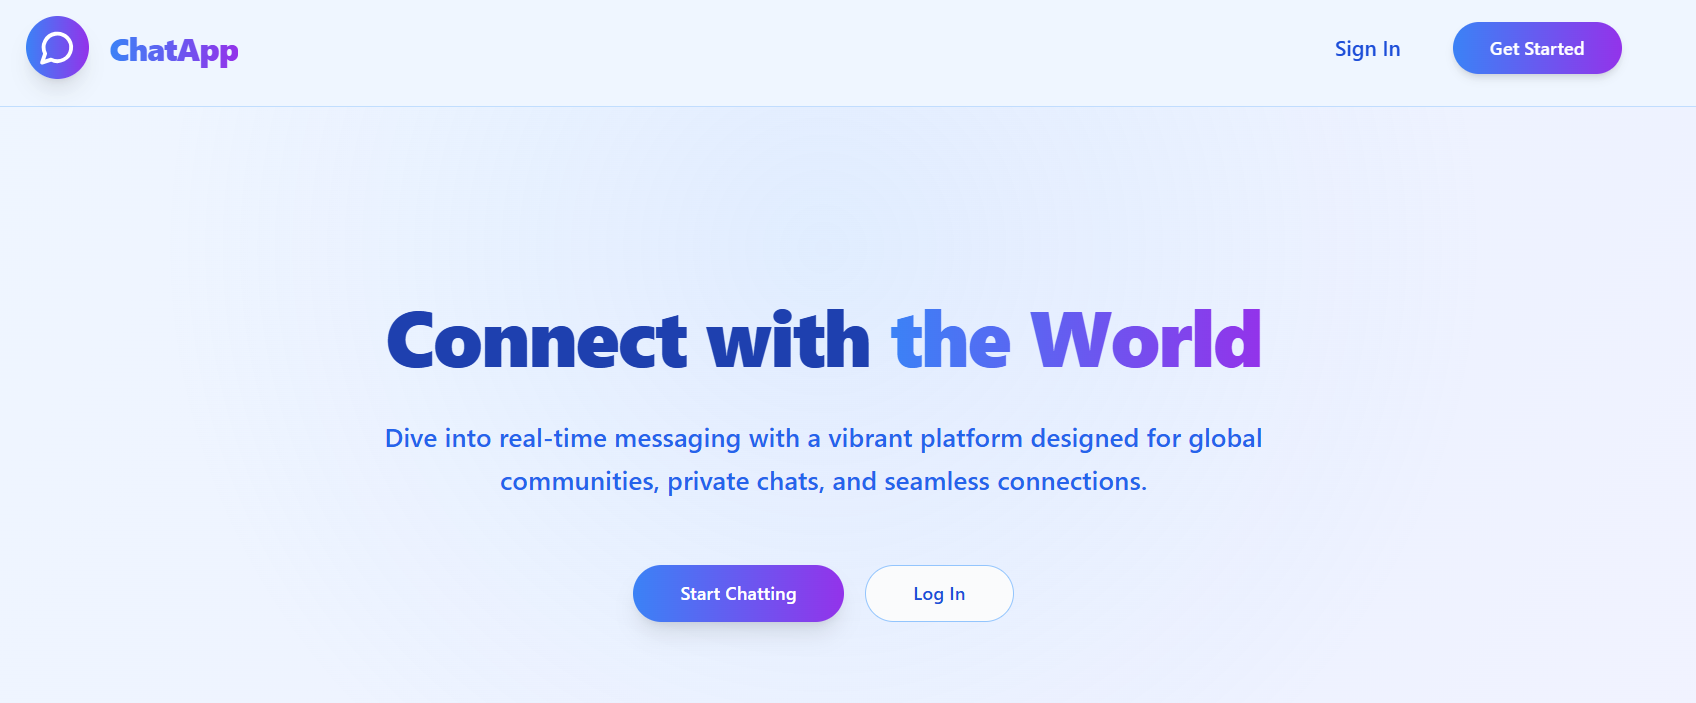 ChatApp
Sign In
Get Started
Connect with the World
Dive into real-time messaging with a vibrant platform designed for global
communities, private chats, and seamless connections.
Start Chatting
Log In